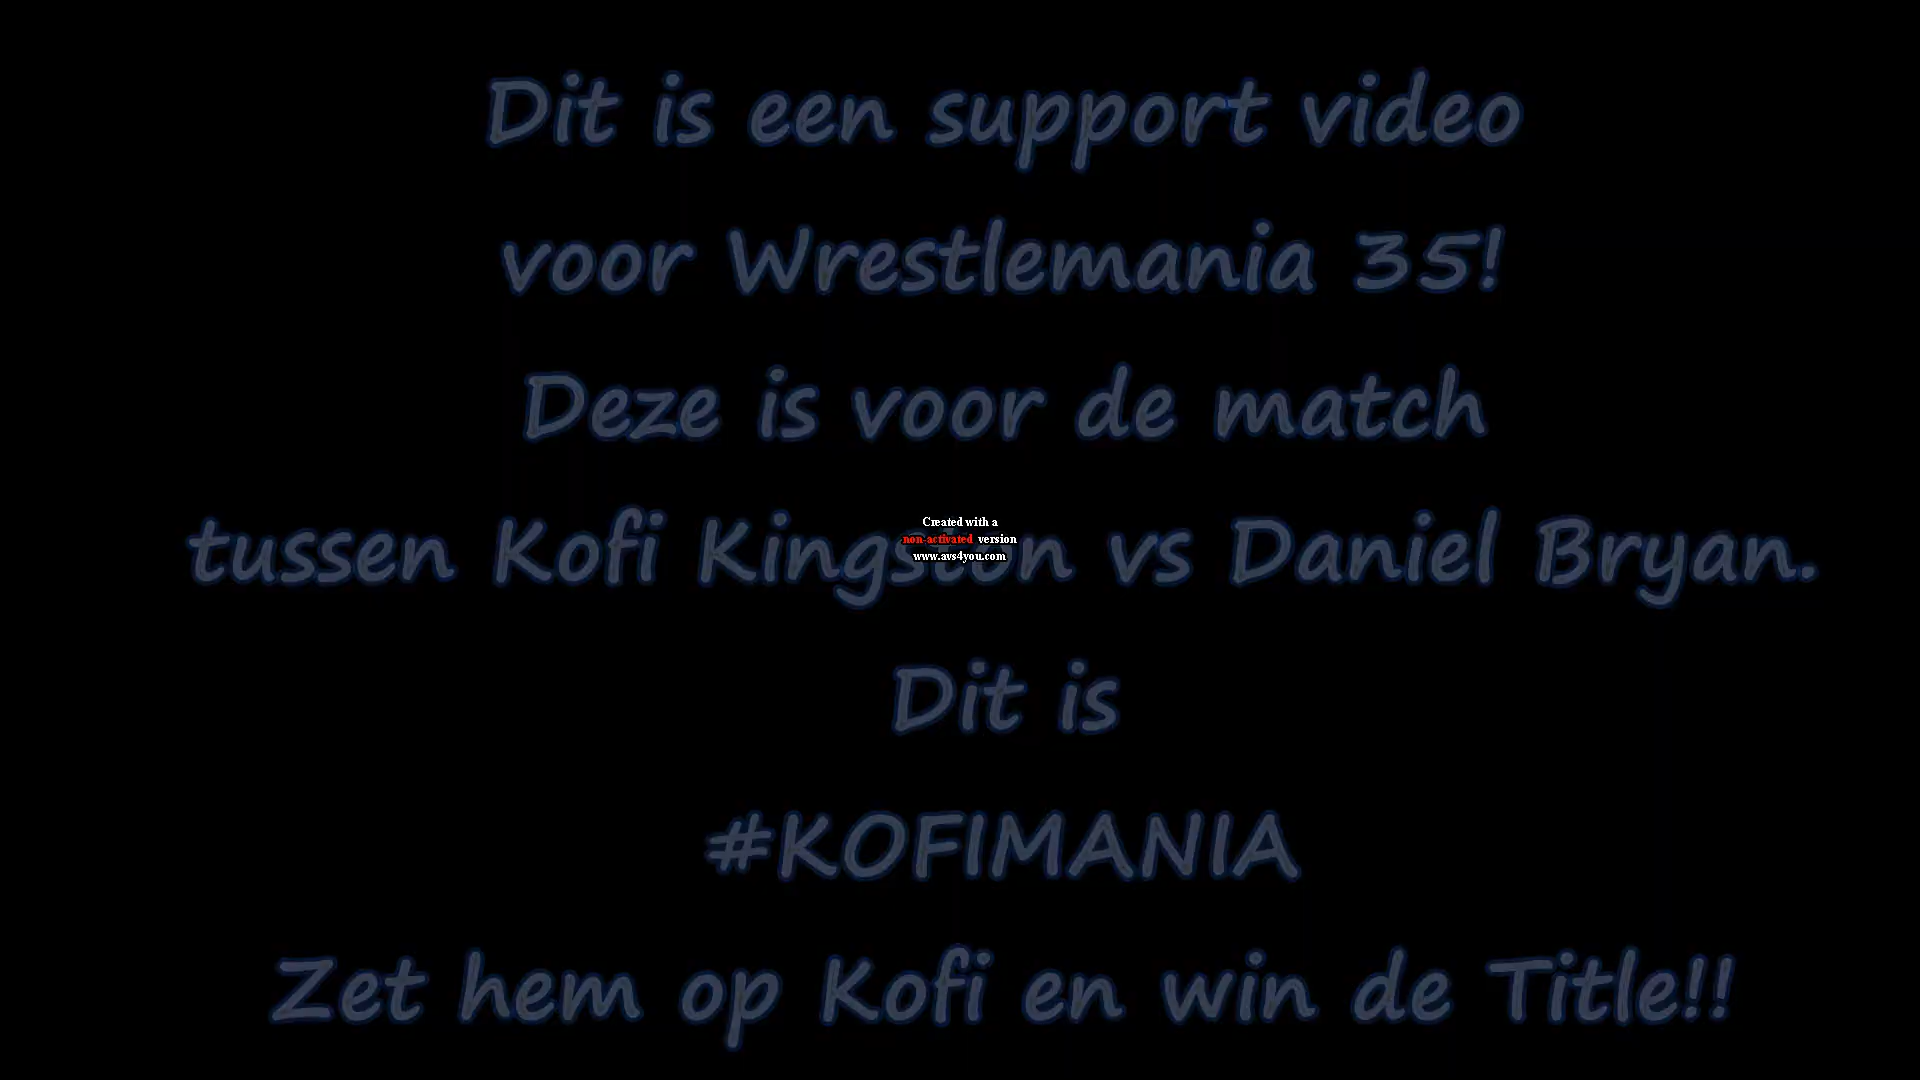 Dit is een support video
voor Wrestlemania 35!
Deze is voor de match
tussen Kofi Kingston vs Daniel Bryan.
Created with a
non-activated version
www.avs4you.com
Dit is
#KOFIMANIA
Zet hem op Kofi en win de Title!!